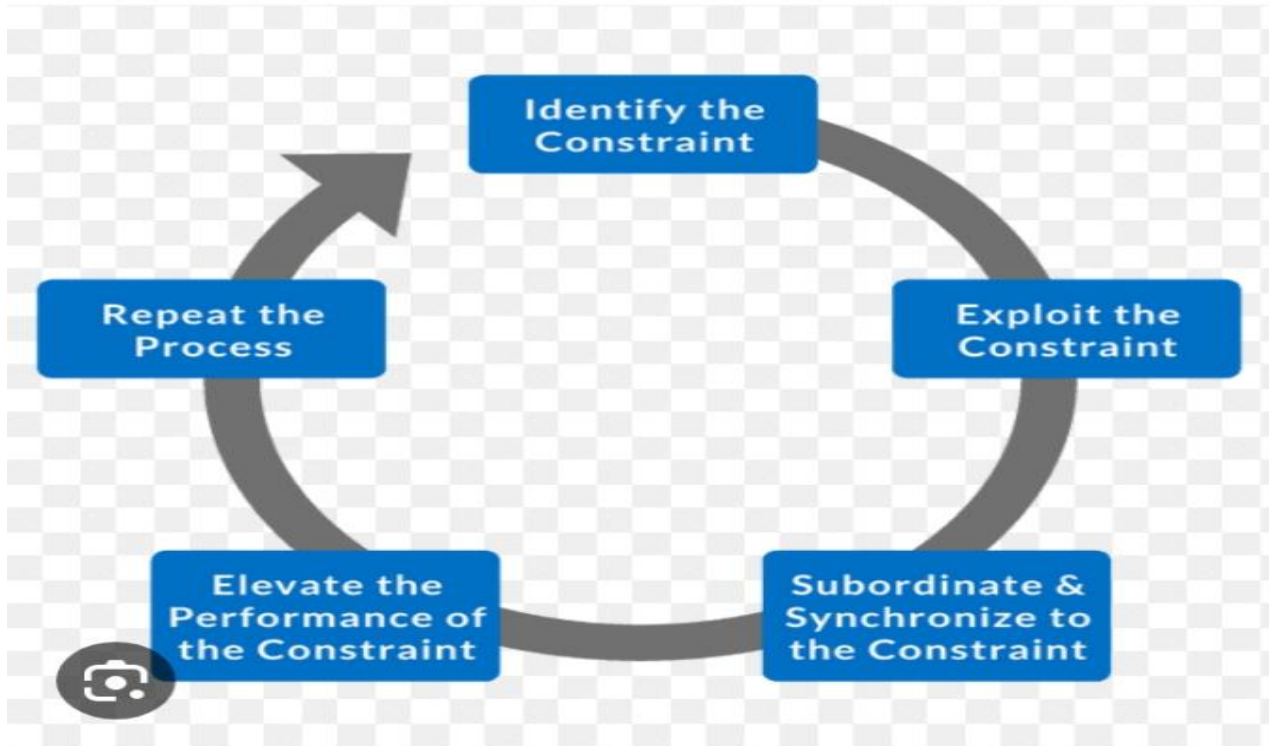 Identify the
Constraint
Exploit the
Constraint
Subordinate &
Synchronize to
the Constraint
Elevate the
Performance of
the Constraint
Repeat the
Process